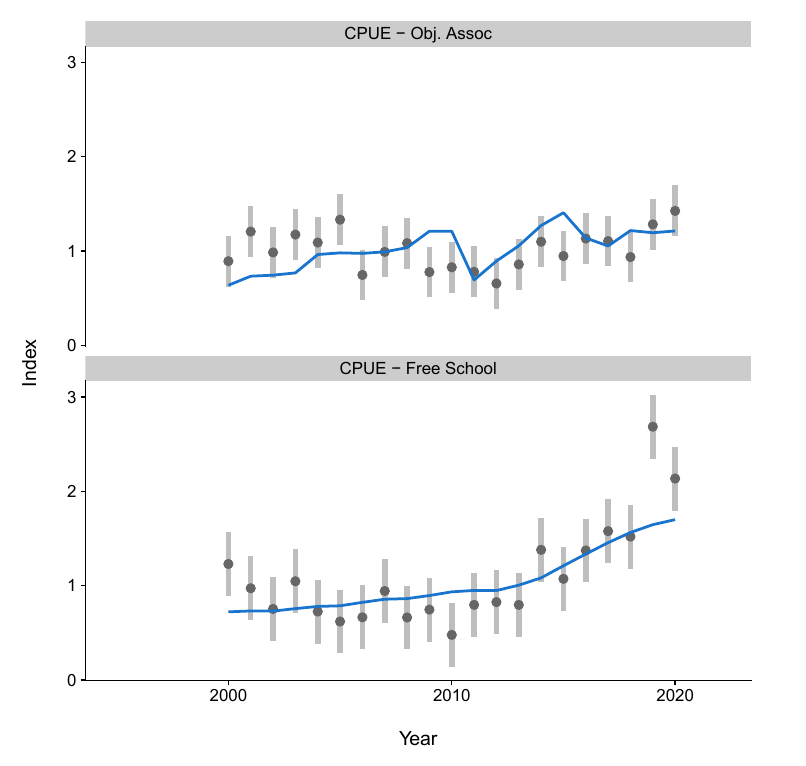 CPUE − Obj. Assoc
3
2
1
0
CPUE − Free School
3
2
1
0
2000 2010 2020
Index
Year